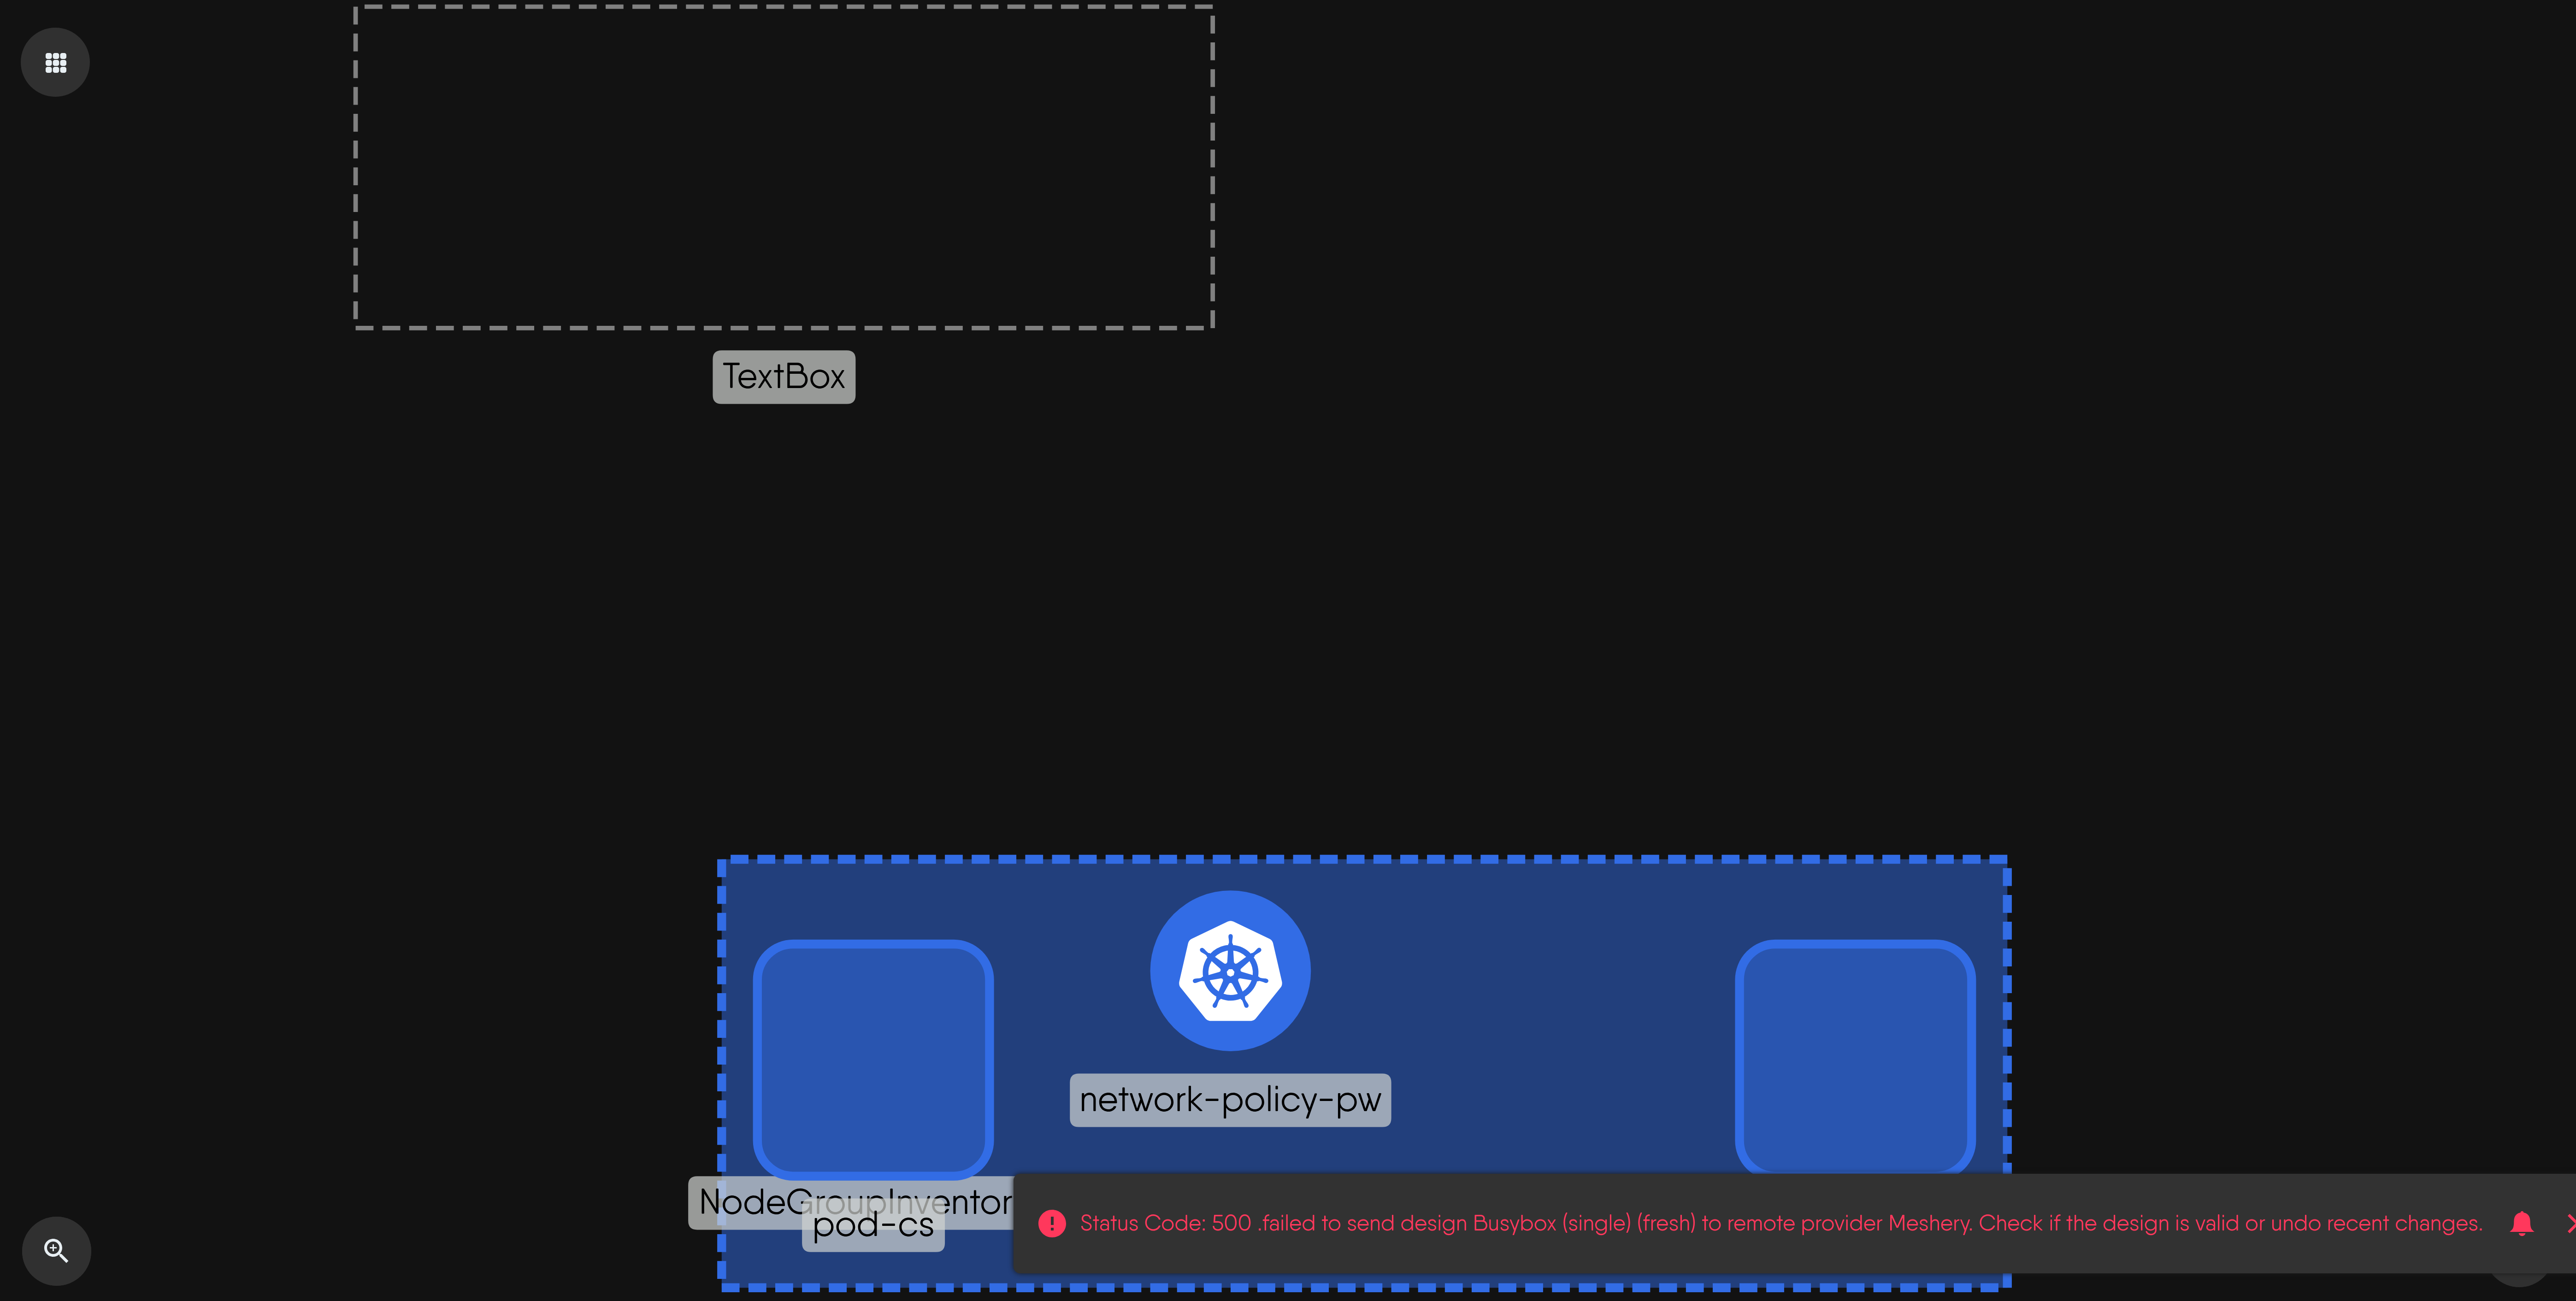 TextBox
network-policy-pw
NodeGroupInventor
pod-cs
Status Code: 500 .failed to send design Busybox (single) (fresh) to remote provider Meshery. Check if the design is valid or undo recent changes.